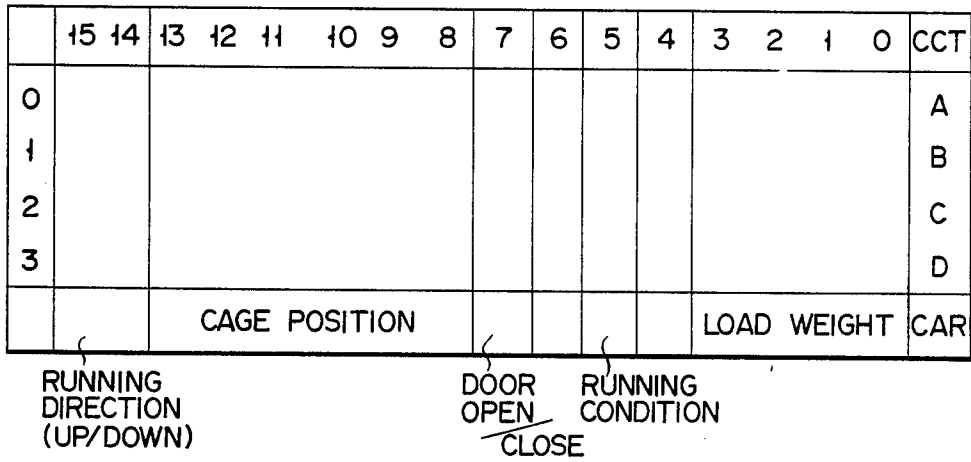 15 14 13 12 11 10 9 8 7 6 5 4 3 2 1 0 CCT
0 A
1 B
2 C
3 D
CAGE POSITION LOAD WEIGHT CAR
RUNNING DIRECTION (UP/DOWN)
DOOR OPEN/CLOSE
RUNNING CONDITION